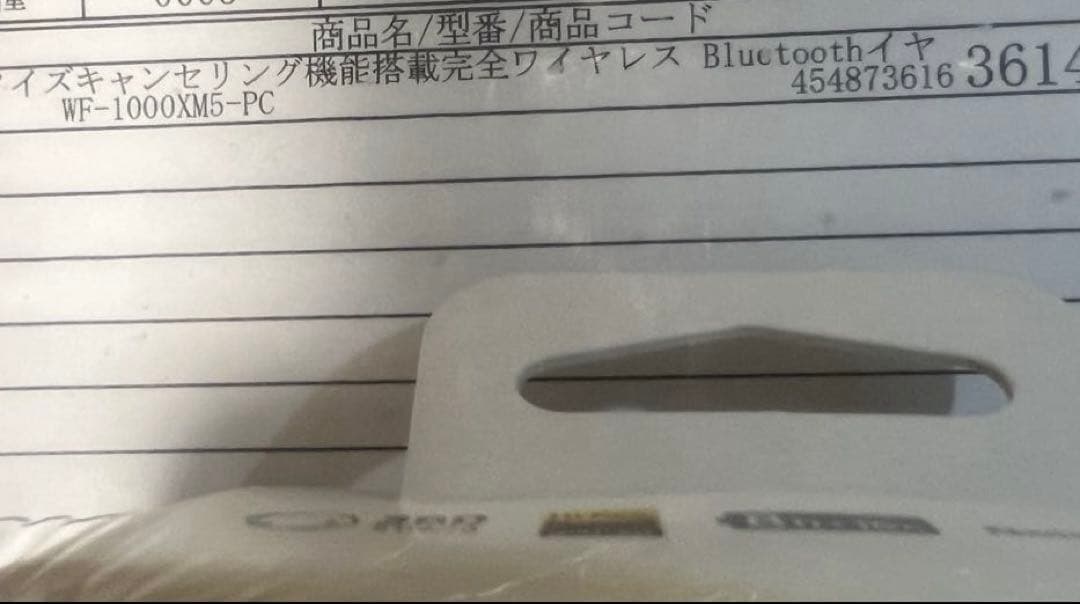 商品名/型番/商品コード
イズキャンセリング機能搭載完全ワイヤレス Bluetoothイヤ
WF-1000XM5-PC 454873616 3614